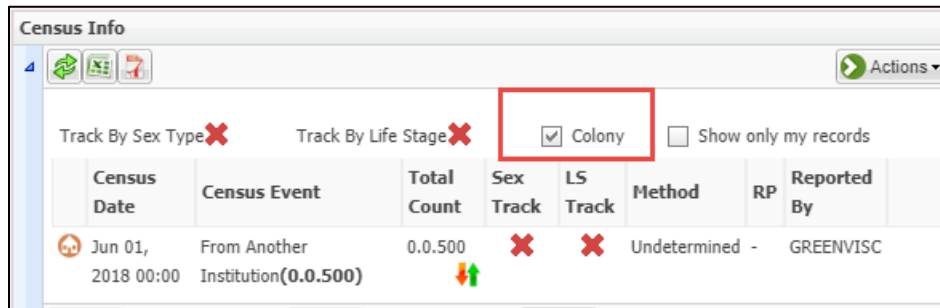 Census Info
Actions
Track By Sex Type Track By Life Stage Colony Show only my records
Census Date Census Event Total Count Sex Track LS Track Method RP Reported By
Jun 01, From Another 0.0.500 Undetermined - GREENVISC
2018 00:00 Institution(0.0.500)